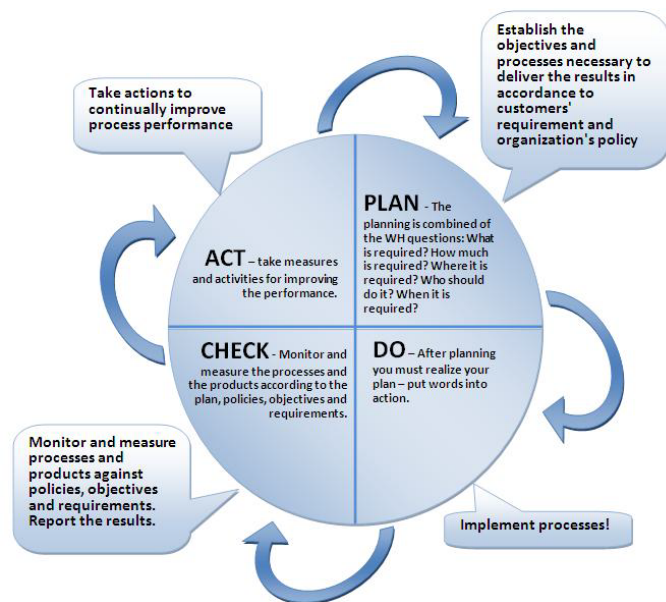 Take actions to
continually improve
process performance
Establish the
objectives and
processes necessary to
deliver the results in
accordance to
customers'
requirement and
organization's policy
PLAN - The
planning is combined of
the WH questions: What
is required? How much
is required? Where it is
required? Who should
do it? When it is
required?
ACT – take measures
and activities for improving
the performance.
CHECK - Monitor and
measure the processes and
the products according to the
plan, policies, objectives and
requirements.
DO – After planning
you must realize your
plan – put words into
action.
Monitor and measure
processes and
products against
policies, objectives
and requirements.
Report the results.
Implement processes!